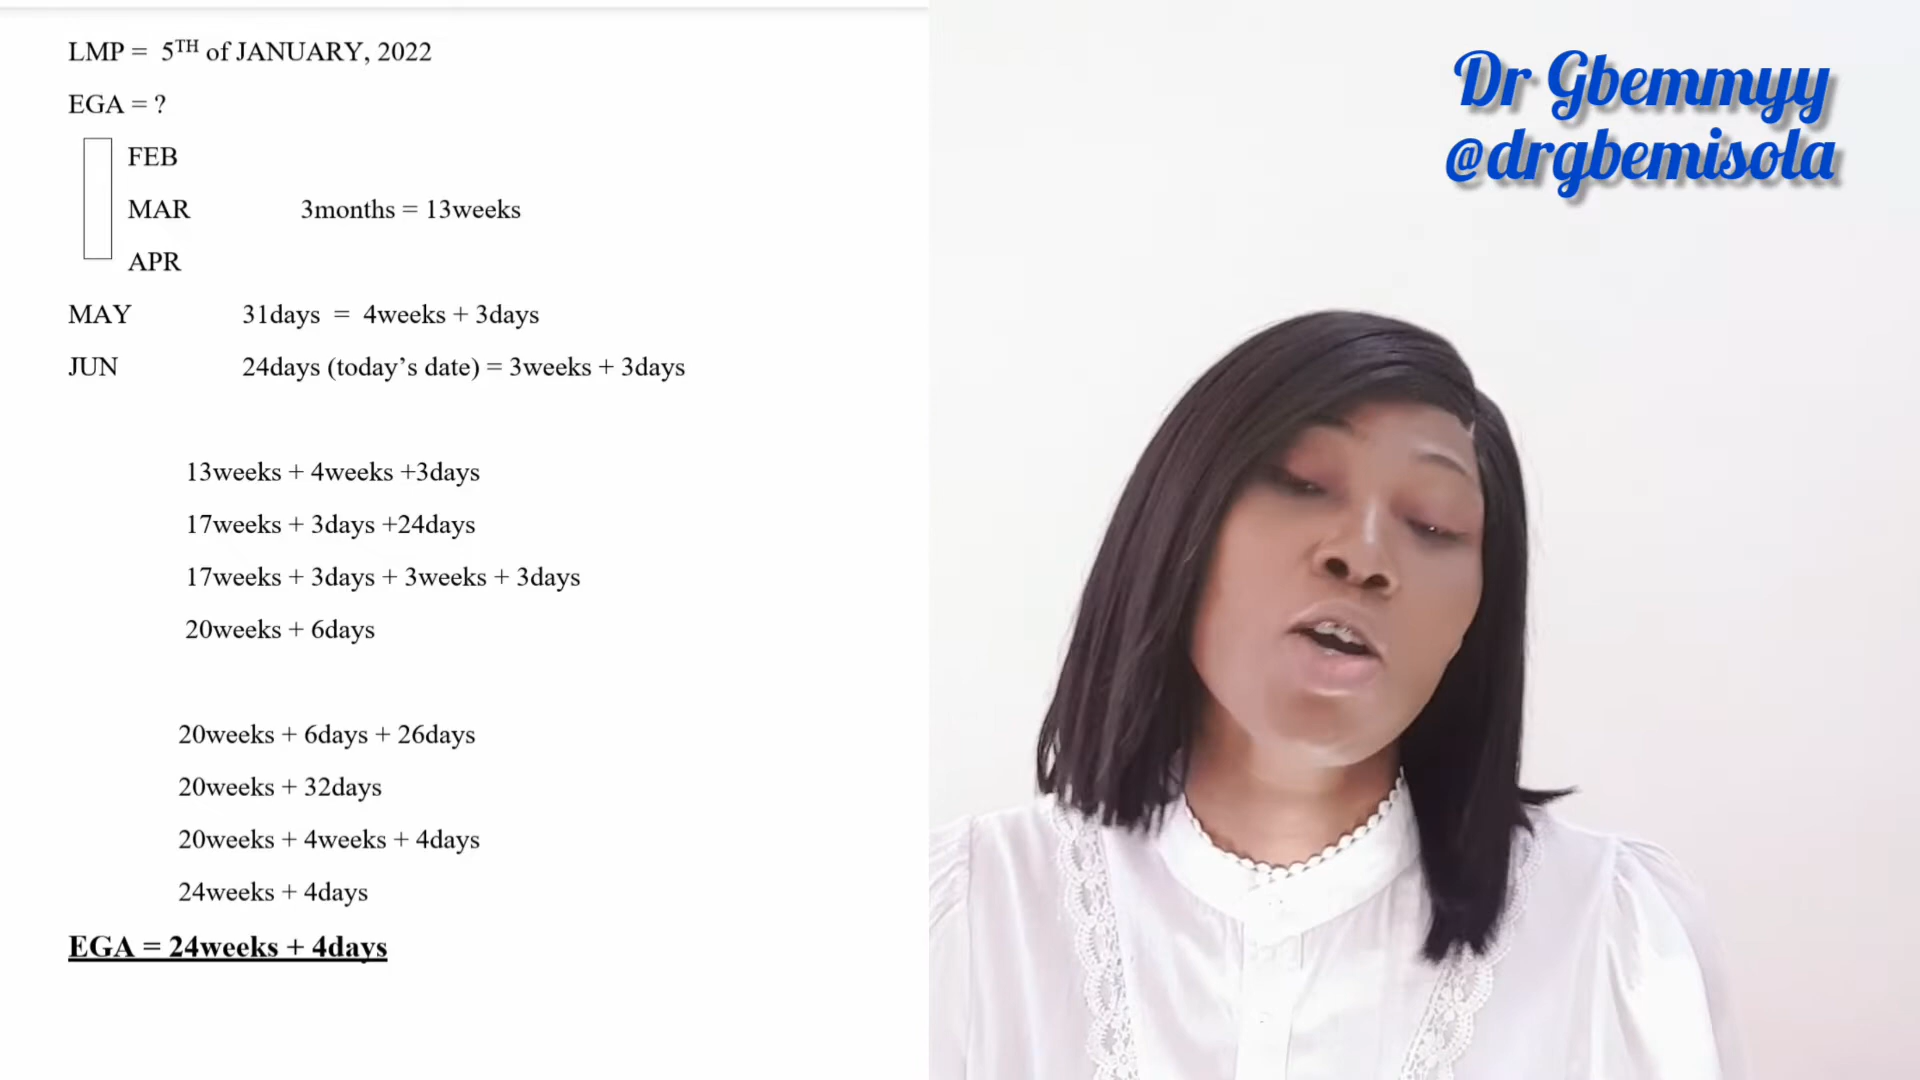 LMP = 5TH of JANUARY, 2022
EGA = ?
FEB
MAR 3months = 13weeks
APR
MAY 31days = 4weeks + 3days
JUN 24days (today’s date) = 3weeks + 3days
13weeks + 4weeks +3days
17weeks + 3days +24days
17weeks + 3days + 3weeks + 3days
20weeks + 6days
20weeks + 6days + 26days
20weeks + 32days
20weeks + 4weeks + 4days
24weeks + 4days
EGA = 24weeks + 4days
Dr Gbemmyy
@drgbemisola